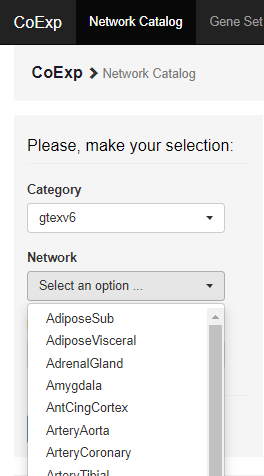 CoExp Network Catalog Gene Set
CoExp Network Catalog
Please, make your selection:
Category
gtexv6
Network
Select an option ...
AdiposeSub
AdiposeVisceral
AdrenalGland
Amygdala
AntCingCortex
ArteryAorta
ArteryCoronary
ArteryTibial